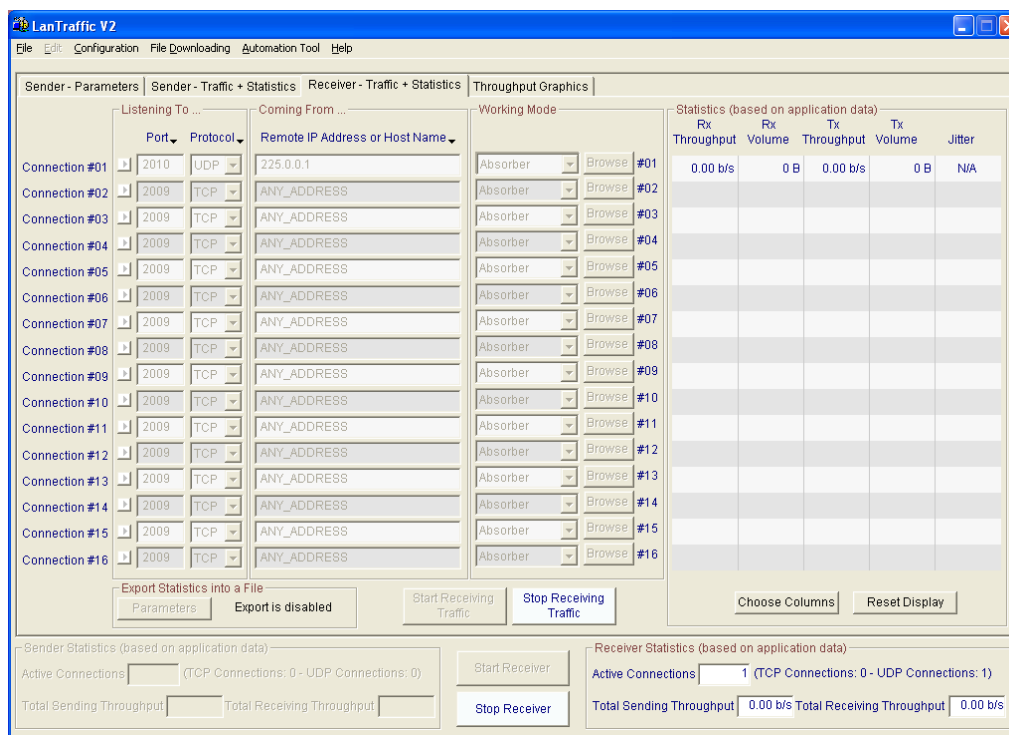 LanTraffic V2
File Edit Configuration File Downloading Automation Tool Help
Sender - Parameters Sender - Traffic + Statistics Receiver - Traffic + Statistics Throughput Graphics
Listening To ... Coming From ... Working Mode Statistics (based on application data)
Port Protocol Remote IP Address or Host Name Rx Throughput Rx Volume Tx Throughput Tx Volume Jitter
Connection #01 2010 UDP 225.0.0.1 Absorber Browse #01 0.00 b/s 0 B 0.00 b/s 0 B N/A
Connection #02 2009 TCP ANY_ADDRESS Absorber Browse #02
Connection #03 2009 TCP ANY_ADDRESS Absorber Browse #03
Connection #04 2009 TCP ANY_ADDRESS Absorber Browse #04
Connection #05 2009 TCP ANY_ADDRESS Absorber Browse #05
Connection #06 2009 TCP ANY_ADDRESS Absorber Browse #06
Connection #07 2009 TCP ANY_ADDRESS Absorber Browse #07
Connection #08 2009 TCP ANY_ADDRESS Absorber Browse #08
Connection #09 2009 TCP ANY_ADDRESS Absorber Browse #09
Connection #10 2009 TCP ANY_ADDRESS Absorber Browse #10
Connection #11 2009 TCP ANY_ADDRESS Absorber Browse #11
Connection #12 2009 TCP ANY_ADDRESS Absorber Browse #12
Connection #13 2009 TCP ANY_ADDRESS Absorber Browse #13
Connection #14 2009 TCP ANY_ADDRESS Absorber Browse #14
Connection #15 2009 TCP ANY_ADDRESS Absorber Browse #15
Connection #16 2009 TCP ANY_ADDRESS Absorber Browse #16
Export Statistics into a File
Parameters Export is disabled
Start Receiving Traffic
Stop Receiving Traffic
Choose Columns Reset Display
Sender Statistics (based on application data)
Active Connections (TCP Connections: 0 - UDP Connections: 0)
Total Sending Throughput Total Receiving Throughput
Start Receiver
Stop Receiver
Receiver Statistics (based on application data)
Active Connections 1 (TCP Connections: 0 - UDP Connections: 1)
Total Sending Throughput 0.00 b/s Total Receiving Throughput 0.00 b/s